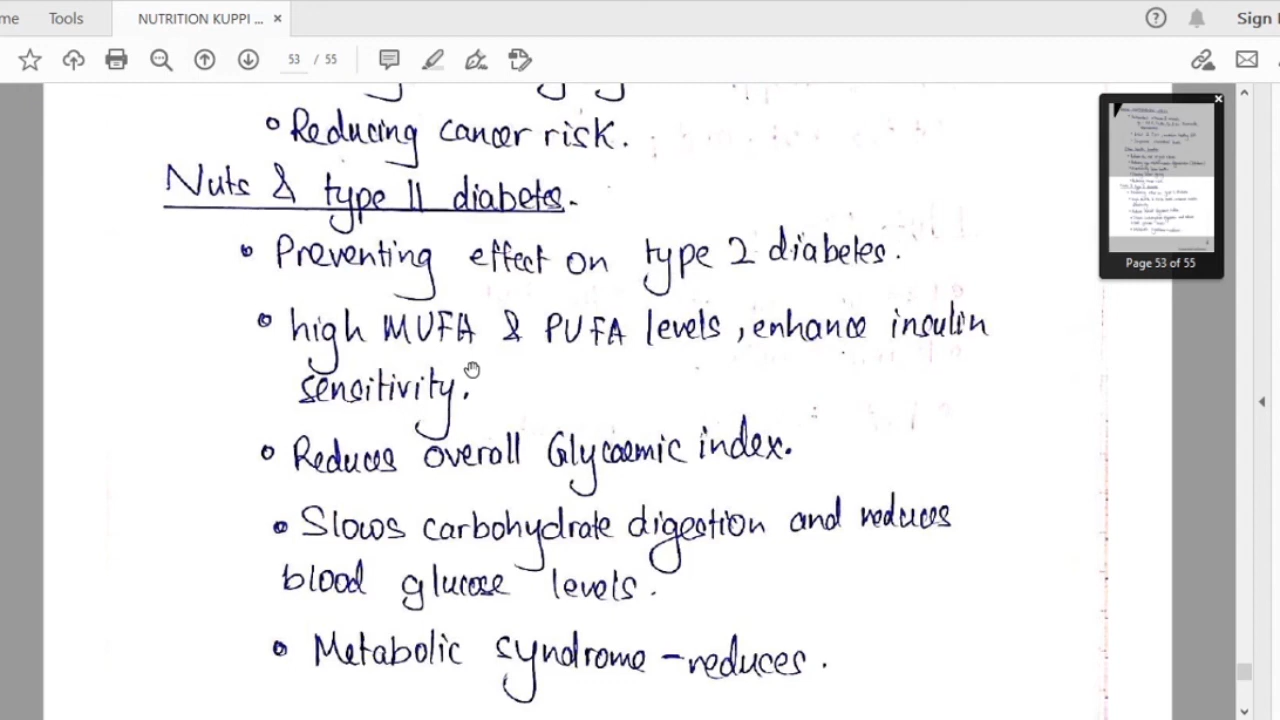 me Tools NUTRITION KUPPI ... × Sign
53 / 55
• Reducing cancer risk.
Nuts & type II diabetes.
• Preventing effect on type 2 diabetes.
• high MUFA & PUFA levels, enhance insulin
sensitivity.
• Reduces overall Glycaemic index.
• Slows carbohydrate digestion and reduces
blood glucose levels.
• Metabolic syndrome - reduces.
Page 53 of 55